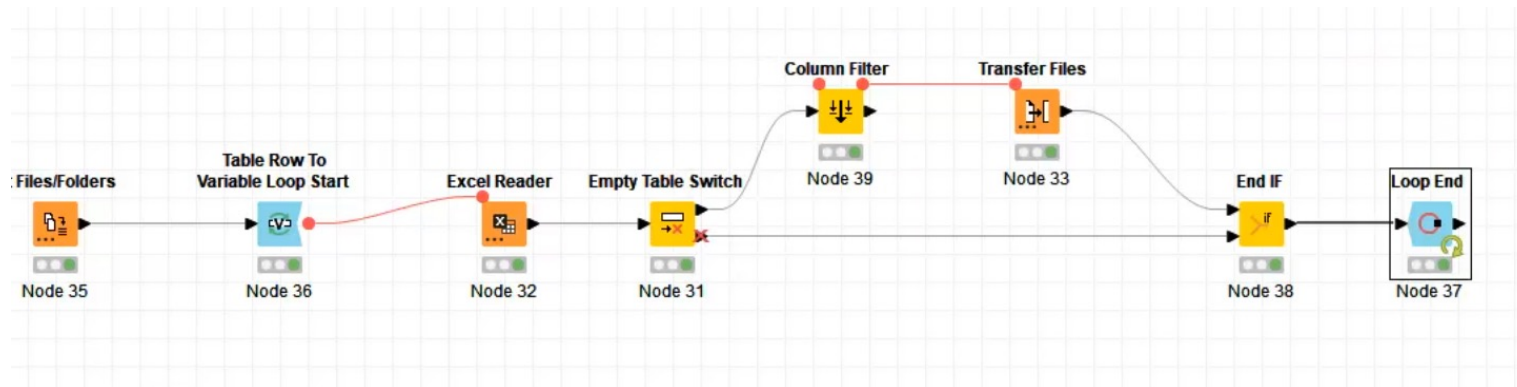 Column Filter
Transfer Files
Table Row To
Variable Loop Start
: Files/Folders
Excel Reader
Empty Table Switch
Node 39
Node 33
End IF
Loop End
if
Node 35
Node 36
Node 32
Node 31
Node 38
Node 37